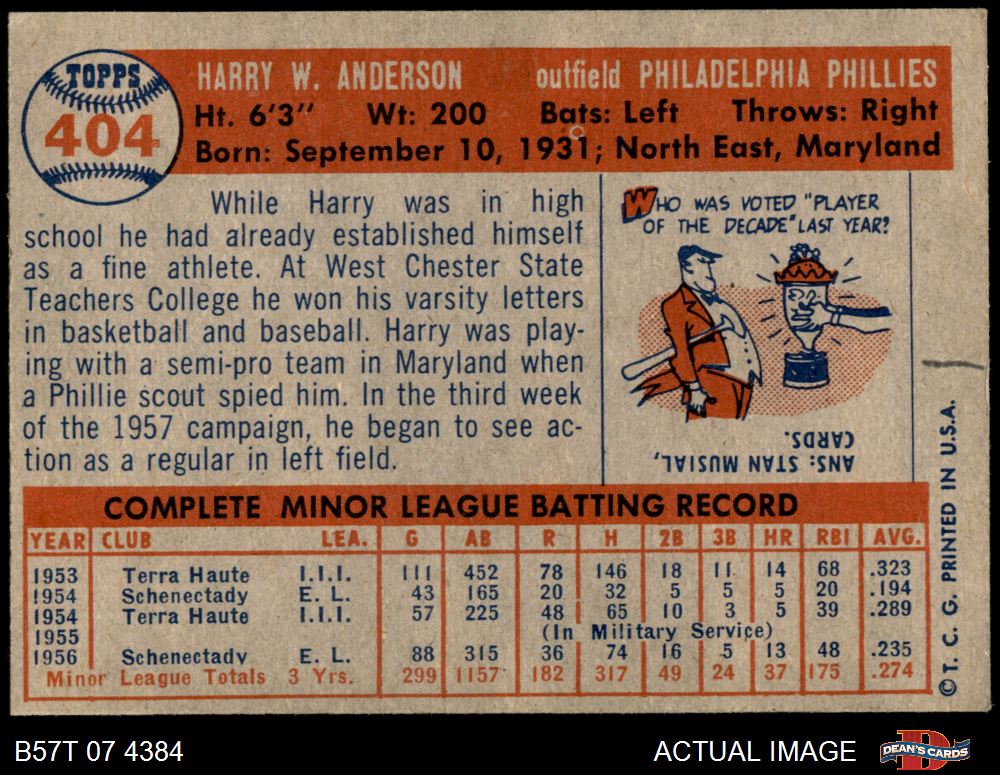 TOPPS
404
HARRY W. ANDERSON outfield PHILADELPHIA PHILLIES
Ht. 6'3" Wt: 200 Bats: Left Throws: Right
Born: September 10, 1931; North East, Maryland
While Harry was in high
school he had already established himself
as a fine athlete. At West Chester State
Teachers College he won his varsity letters
in basketball and baseball. Harry was play-
ing with a semi-pro team in Maryland when
a Phillie scout spied him. In the third week
of the 1957 campaign, he began to see ac-
tion as a regular in left field.
WHO WAS VOTED "PLAYER
OF THE DECADE" LAST YEAR?
ANS: STAN MUSIAL,
CARDS.
COMPLETE MINOR LEAGUE BATTING RECORD
YEAR CLUB LEA. G AB R H 2B 3B HR RBI AVG.
1953 Terra Haute I.I.I. 111 452 78 146 18 11 14 68 .323
1954 Schenectady E. L. 43 165 20 32 5 5 5 20 .194
1954 Terra Haute I.I.I. 57 225 48 65 10 3 5 39 .289
1955 (In Military Service)
1956 Schenectady E. L. 88 315 36 74 16 5 13 48 .235
Minor League Totals 3 Yrs. 299 1157 182 317 49 24 37 175 .274
© T. C. G. PRINTED IN U.S.A.
B57T 07 4384 ACTUAL IMAGE
D
DEAN'S CARDS